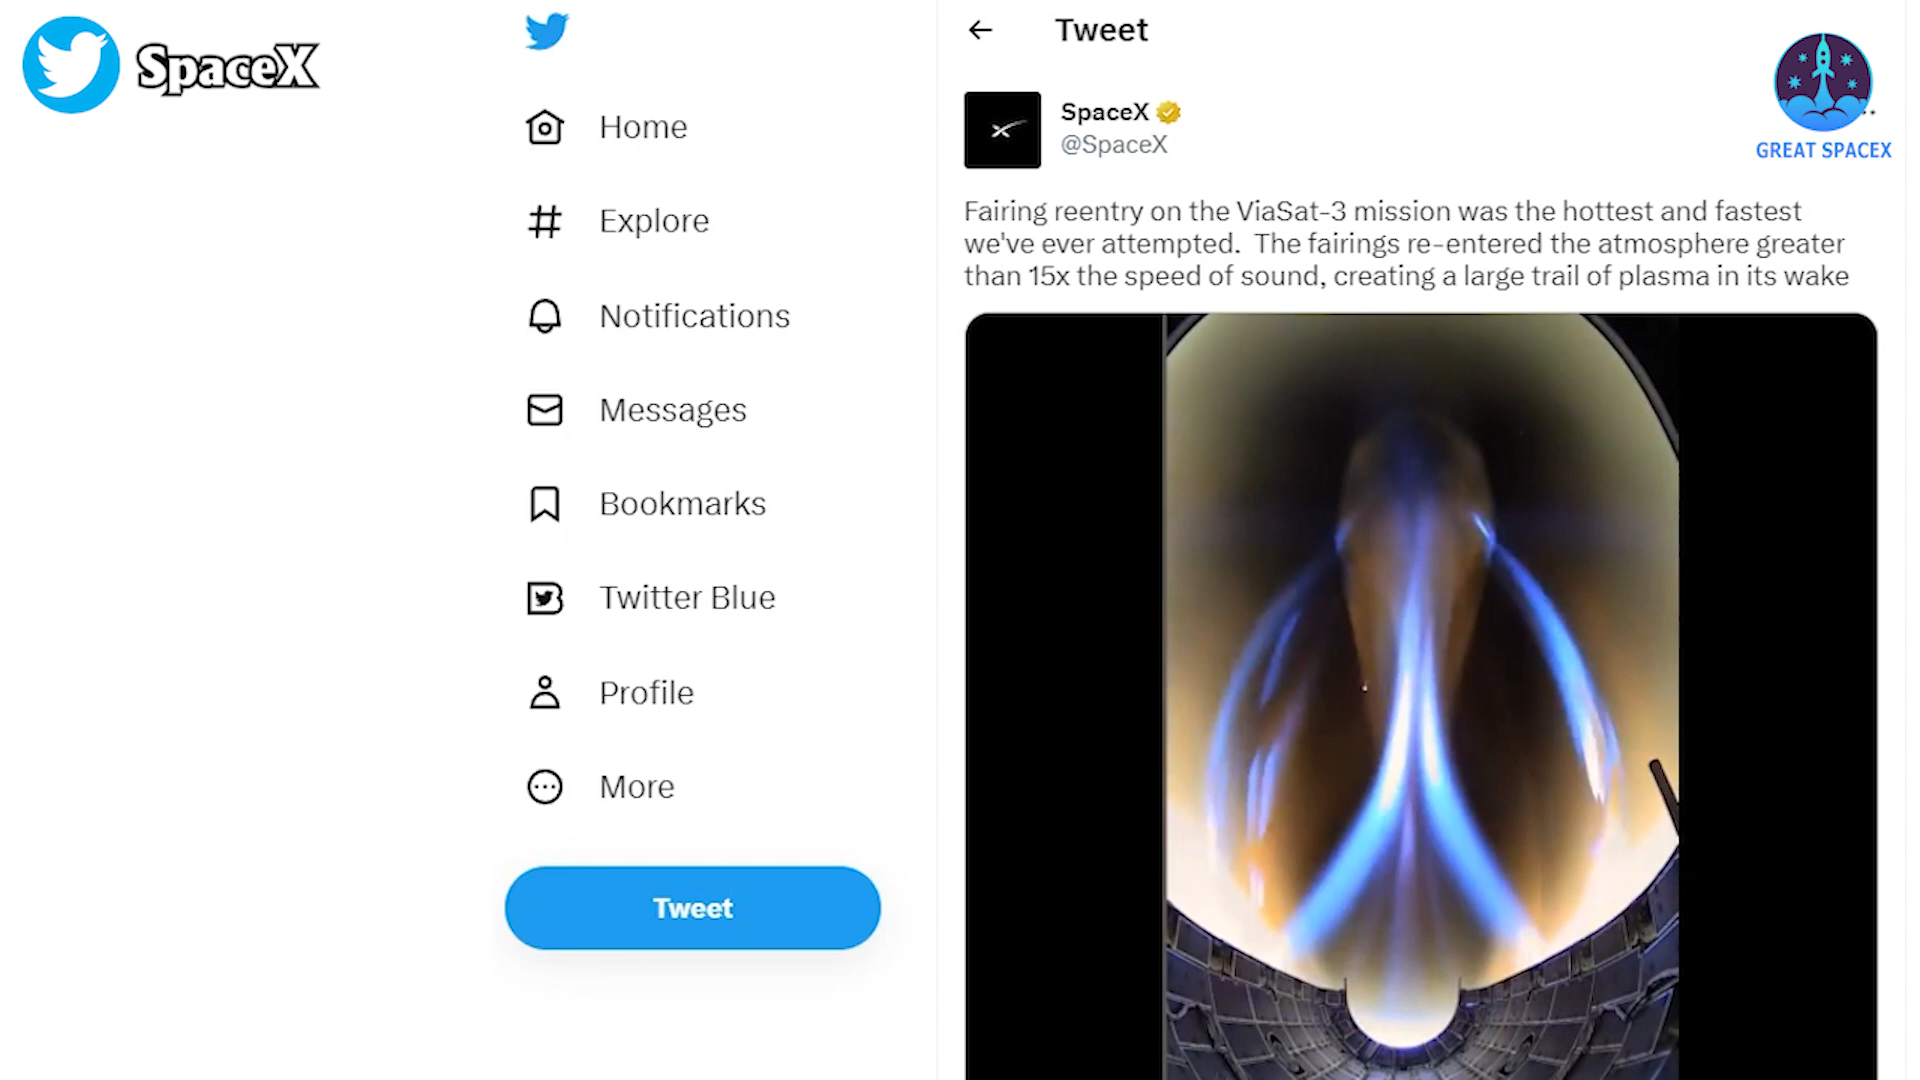 SpaceX
Home
Explore
Notifications
Messages
Bookmarks
Twitter Blue
Profile
More
Tweet
Tweet
SpaceX
@SpaceX
GREAT SPACEX
Fairing reentry on the ViaSat-3 mission was the hottest and fastest
we've ever attempted.  The fairings re-entered the atmosphere greater
than 15x the speed of sound, creating a large trail of plasma in its wake